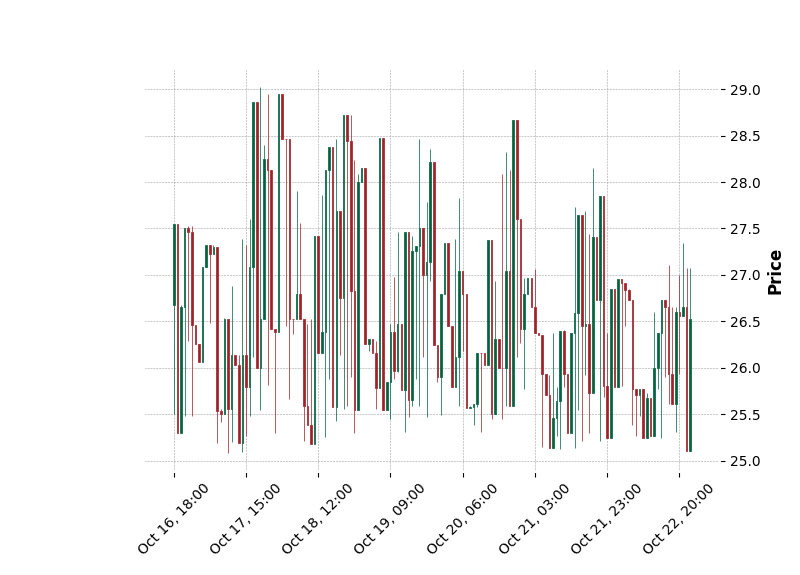 29.0
28.5
28.0
27.5
27.0
26.5
26.0
25.5
25.0
Price
Oct 16, 18:00
Oct 17, 15:00
Oct 18, 12:00
Oct 19, 09:00
Oct 20, 06:00
Oct 21, 03:00
Oct 21, 23:00
Oct 22, 20:00